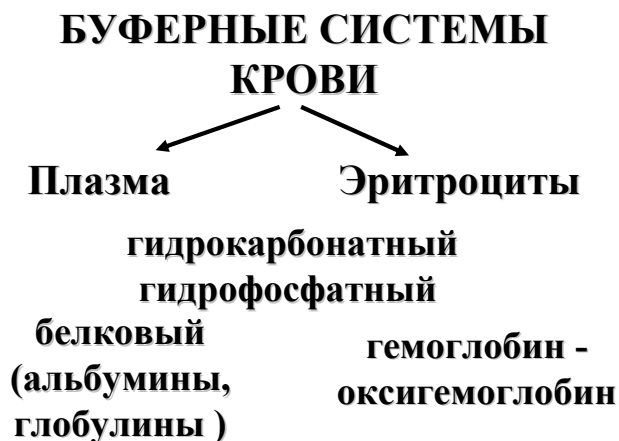 БУФЕРНЫЕ СИСТЕМЫ
КРОВИ
Плазма
Эритроциты
гидрокарбонатный
гидрофосфатный
белковый
(альбумины,
глобулины )
гемоглобин -
оксигемоглобин